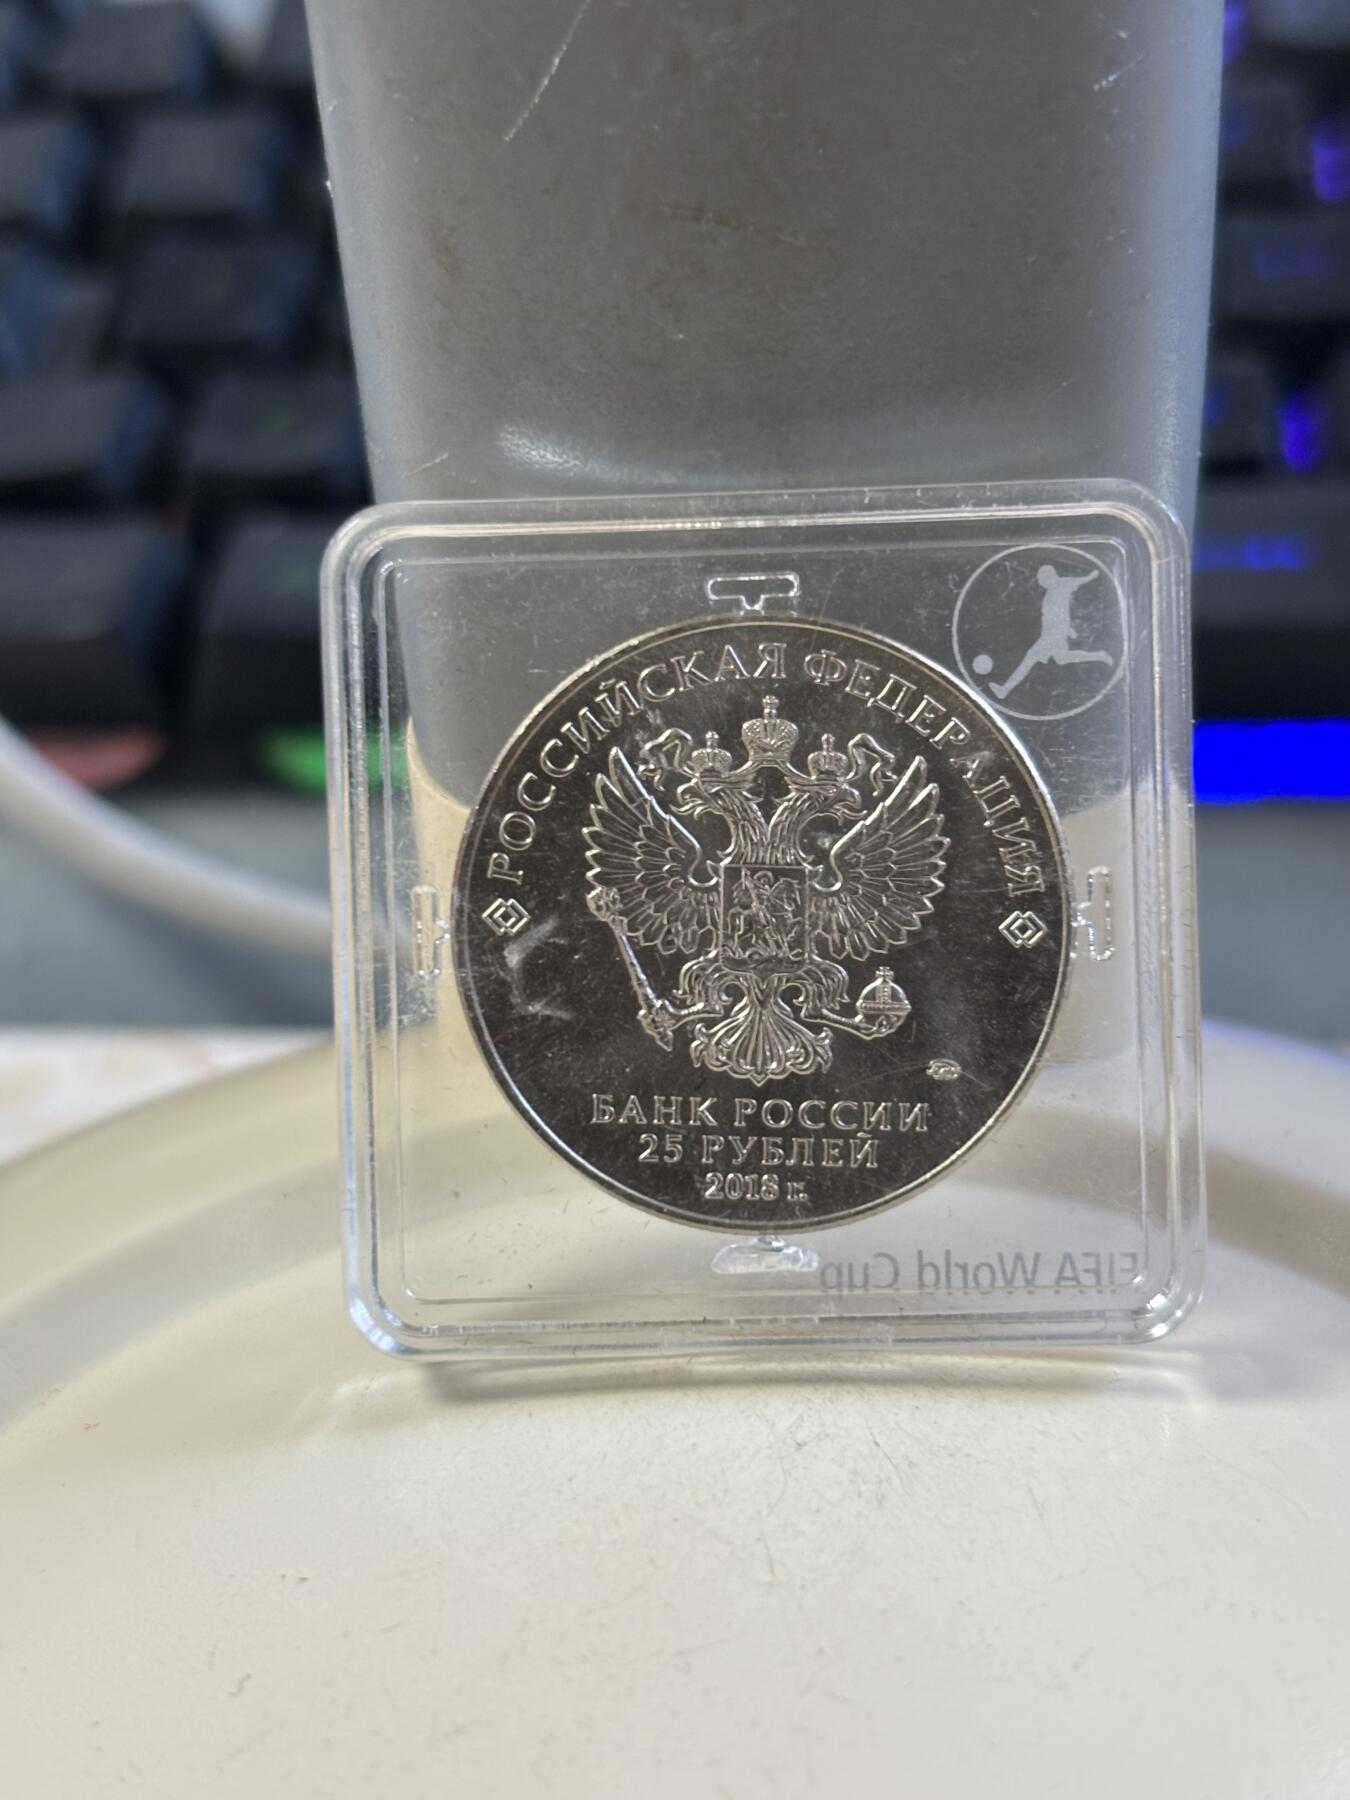 РОССИЙСКАЯ ФЕДЕРАЦИЯ
БАНК РОССИИ
25 РУБЛЕЙ
2018 г.
FIFA World Cup